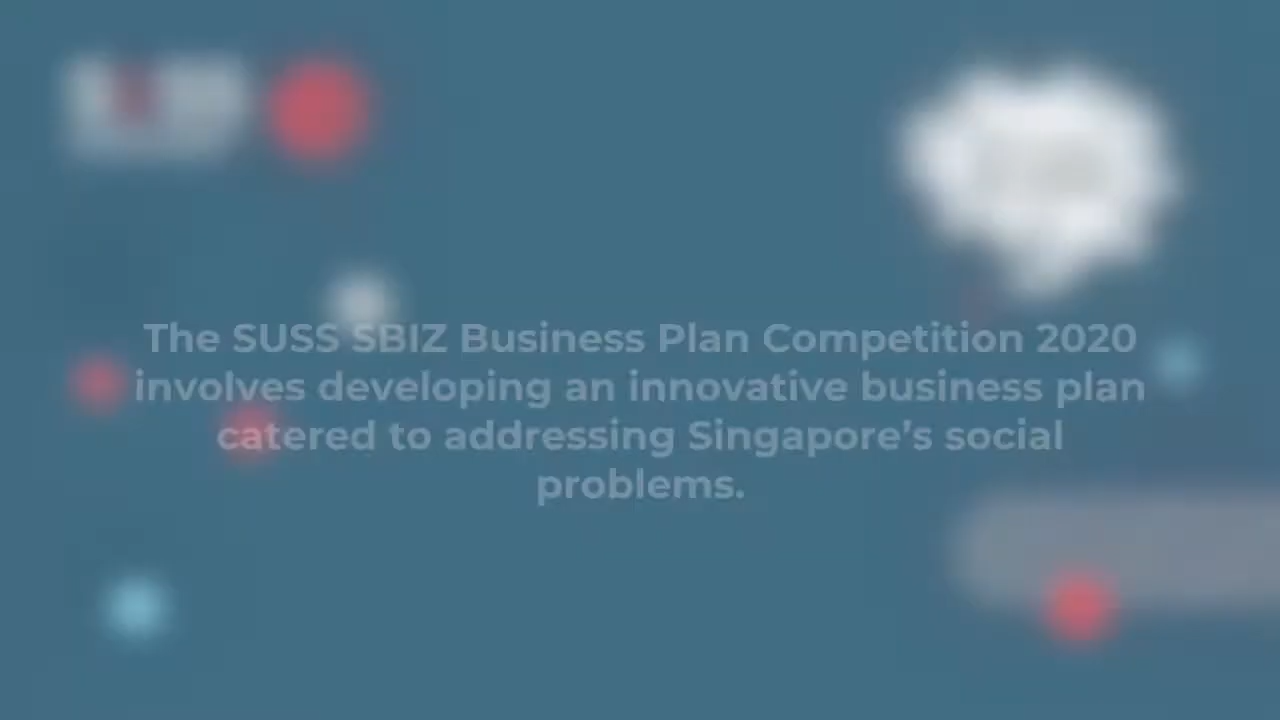 The SUSS SBIZ Business Plan Competition 2020
involves developing an innovative business plan
catered to addressing Singapore’s social
problems.